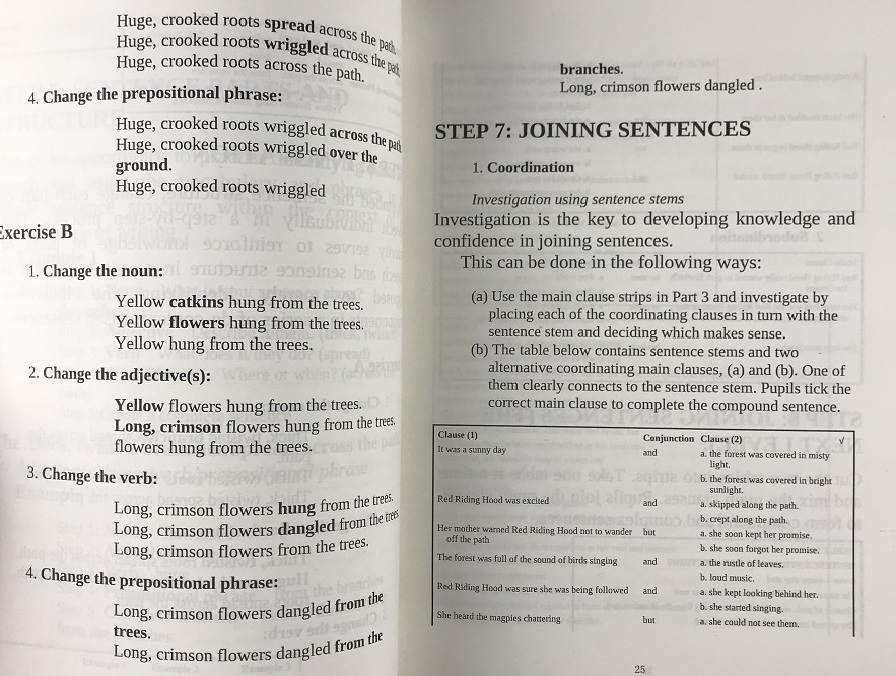 Huge, crooked roots spread across the path.
Huge, crooked roots wriggled across the path
Huge, crooked roots across the path.
4. Change the prepositional phrase:
Huge, crooked roots wriggled across the path
Huge, crooked roots wriggled over the
ground.
Huge, crooked roots wriggled
Exercise B
1. Change the noun:
Yellow catkins hung from the trees.
Yellow flowers hung from the trees.
Yellow hung from the trees.
2. Change the adjective(s):
Yellow flowers hung from the trees.
Long, crimson flowers hung from the trees.
flowers hung from the trees.
3. Change the verb:
Long, crimson flowers hung from the trees.
Long, crimson flowers dangled from the trees
Long, crimson flowers from the trees.
4. Change the prepositional phrase:
Long, crimson flowers dangled from the
trees.
Long, crimson flowers dangled from the
branches.
Long, crimson flowers dangled .
STEP 7: JOINING SENTENCES
1. Coordination
Investigation using sentence stems
Investigation is the key to developing knowledge and
confidence in joining sentences.
This can be done in the following ways:
(a) Use the main clause strips in Part 3 and investigate by
placing each of the coordinating clauses in turn with the
sentence stem and deciding which makes sense.
(b) The table below contains sentence stems and two
alternative coordinating main clauses, (a) and (b). One of
them clearly connects to the sentence stem. Pupils tick the
correct main clause to complete the compound sentence.
Clause (1) Conjunction Clause (2) √
It was a sunny day and a. the forest was covered in misty
light.
b. the forest was covered in bright
sunlight.
Red Riding Hood was excited and a. skipped along the path.
b. crept along the path.
Her mother warned Red Riding Hood not to wander but a. she soon kept her promise.
off the path
b. she soon forgot her promise.
The forest was full of the sound of birds singing and a. the rustle of leaves.
b. loud music.
Red Riding Hood was sure she was being followed and a. she kept looking behind her.
b. she started singing.
She heard the magpies chattering but a. she could not see them.
25